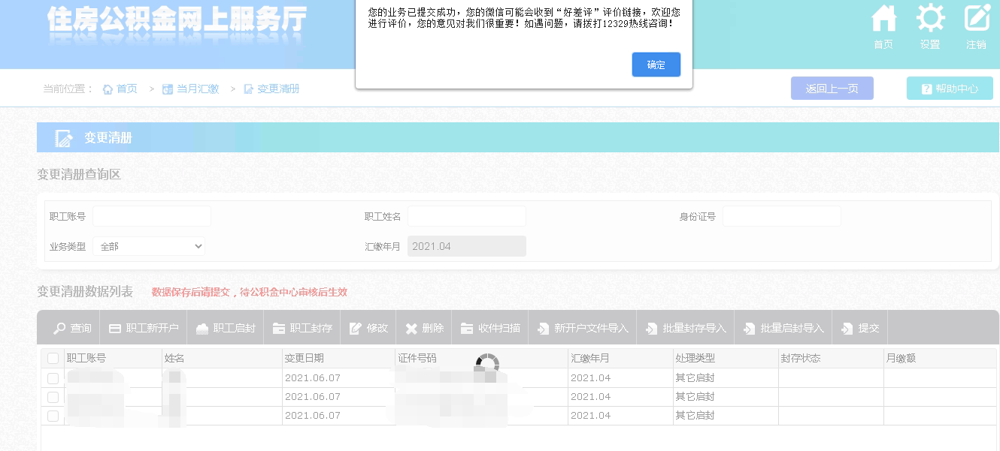 住房公积金网上服务厅
您的业务已提交成功，您的微信可能会收到“好差评”评价链接，欢迎您
进行评价，您的意见对我们很重要！如遇问题，请拨打12329热线咨询！
确定
首页 设置 注销
当前位置： 首页 > 当月汇缴 > 变更清册
返回上一页 帮助中心
变更清册
变更清册查询区
职工账号 职工姓名 身份证号
业务类型 全部 汇缴年月 2021.04
变更清册数据列表 数据保存后请提交，待公积金中心审核后生效
查询 职工新开户 职工启封 职工封存 修改 删除 收件扫描 新开户文件导入 批量封存导入 批量启封导入 提交
职工账号 姓名 变更日期 证件号码 汇缴年月 处理类型 封存状态 月缴额
2021.06.07 2021.04 其它启封
2021.06.07 2021.04 其它启封
2021.06.07 2021.04 其它启封